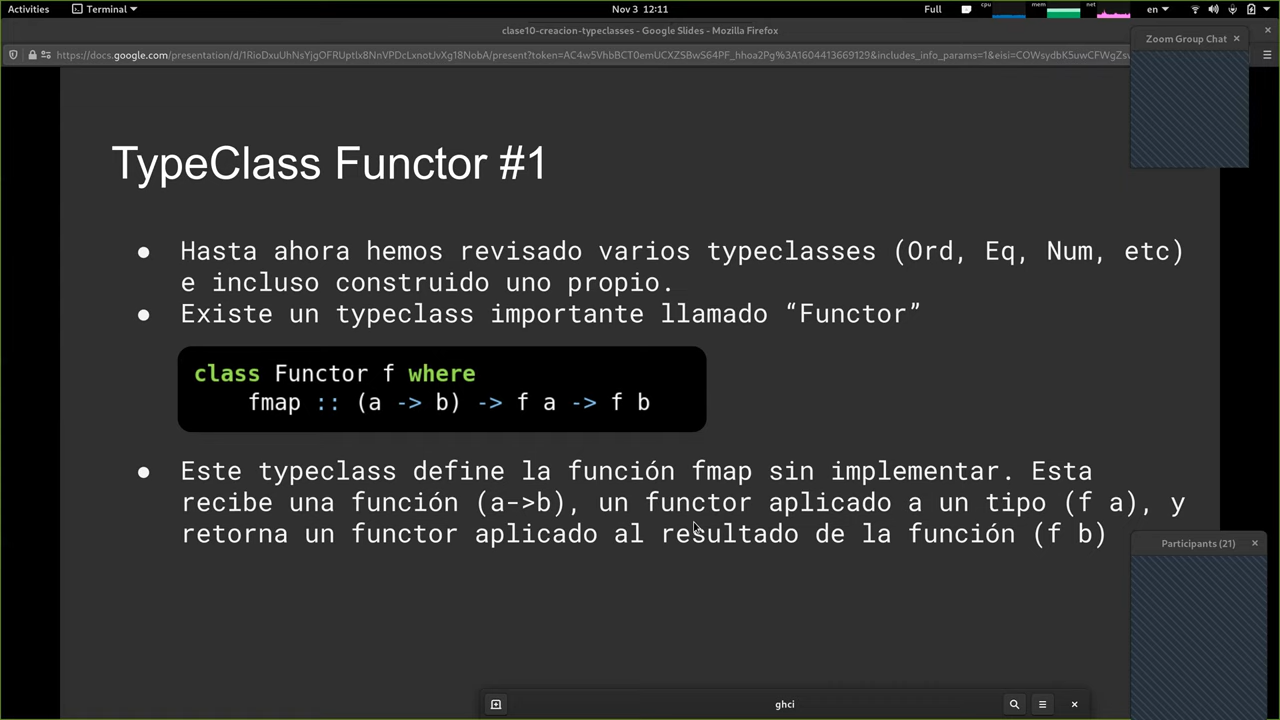 Activities Terminal Nov 3 12:11 Full cpu mem net en
clase10-creacion-typeclasses - Google Slides - Mozilla Firefox
Zoom Group Chat
TypeClass Functor #1
● Hasta ahora hemos revisado varios typeclasses (Ord, Eq, Num, etc)
e incluso construido uno propio.
● Existe un typeclass importante llamado “Functor”
class Functor f where
fmap :: (a -> b) -> f a -> f b
● Este typeclass define la función fmap sin implementar. Esta
recibe una función (a->b), un functor aplicado a un tipo (f a), y
retorna un functor aplicado al resultado de la función (f b)
Participants (21)
ghci